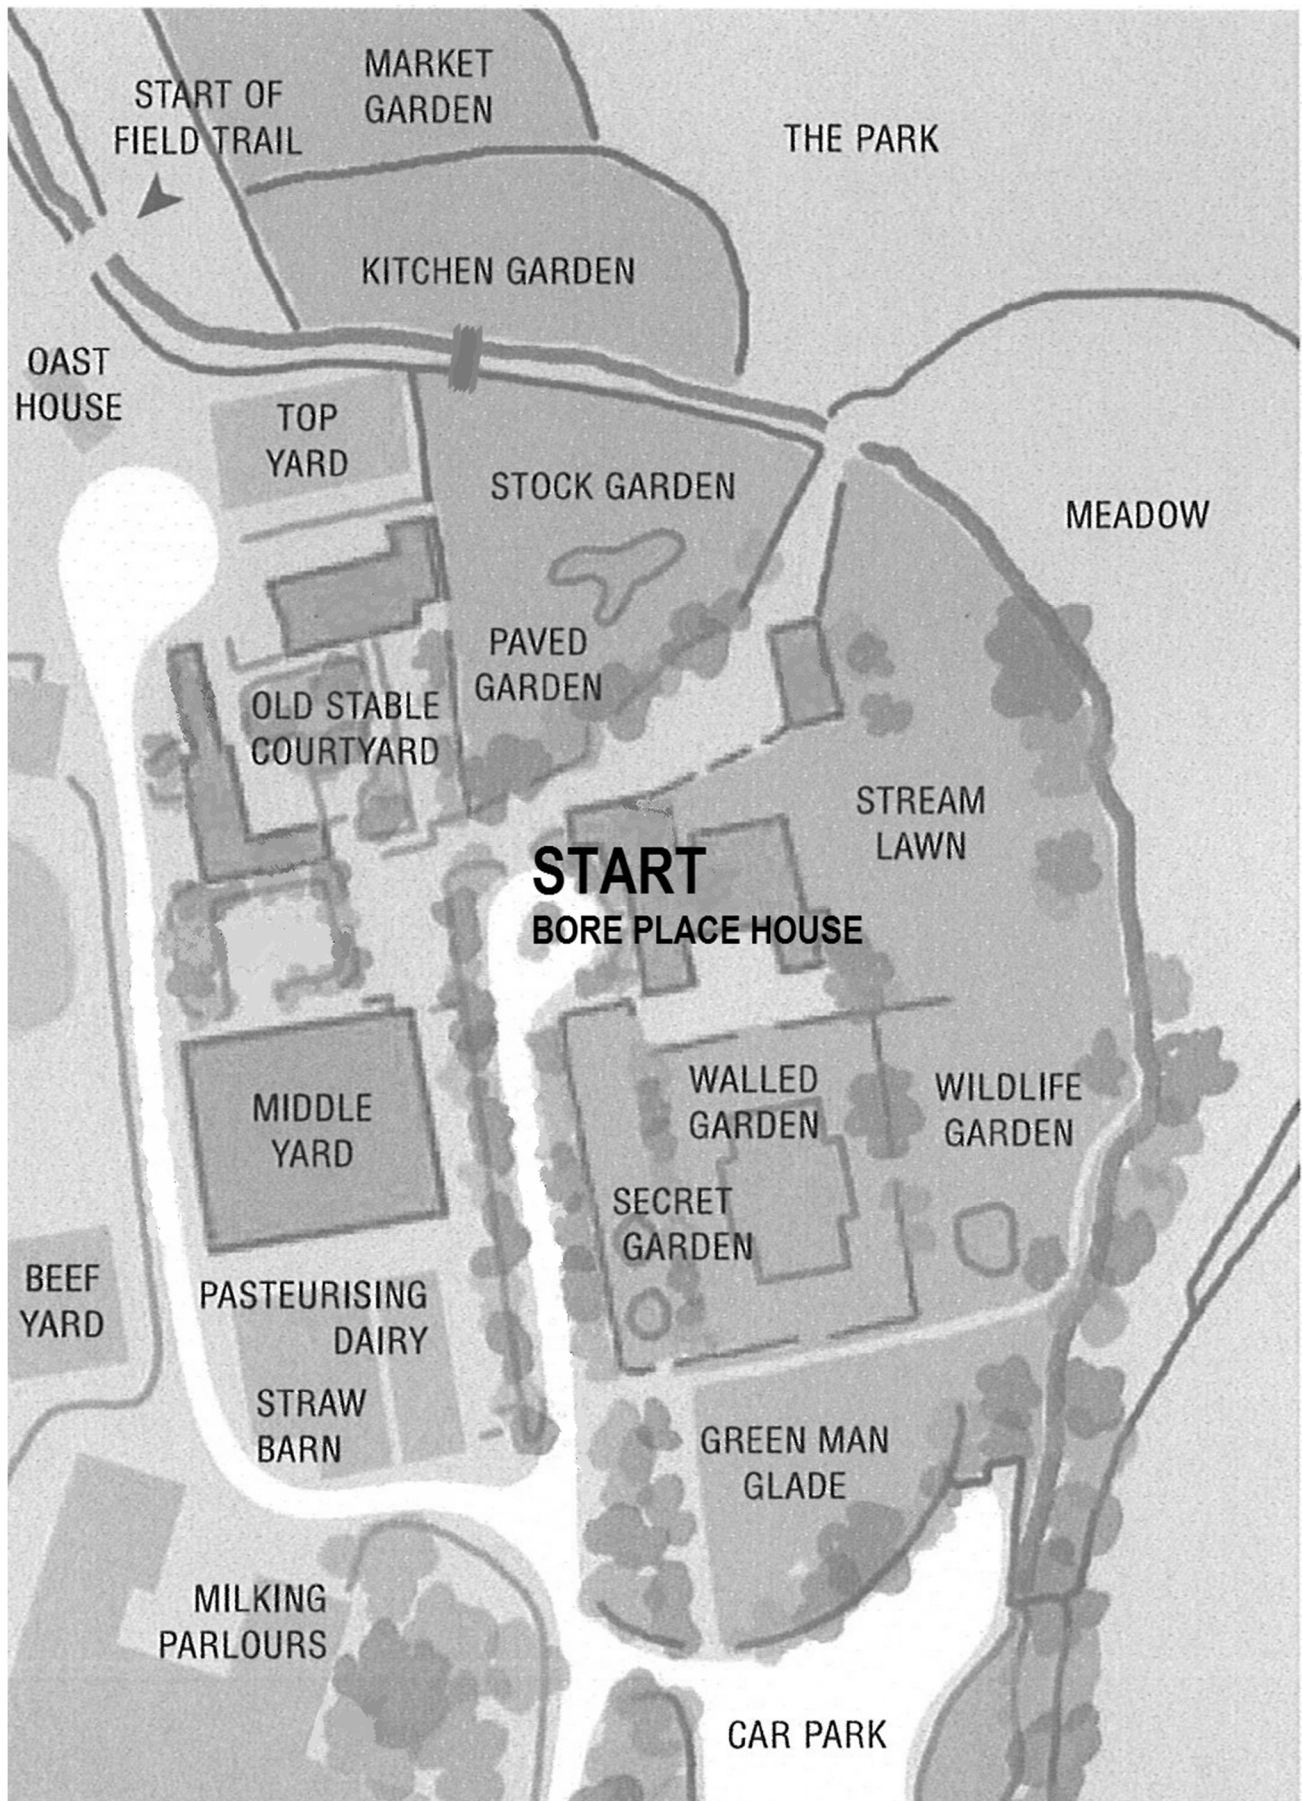 MARKET
GARDEN
START OF
FIELD TRAIL
THE PARK
KITCHEN GARDEN
OAST
HOUSE
TOP
YARD
STOCK GARDEN
MEADOW
PAVED
GARDEN
OLD STABLE
COURTYARD
STREAM
LAWN
START
BORE PLACE HOUSE
WALLED
GARDEN
WILDLIFE
GARDEN
MIDDLE
YARD
SECRET
GARDEN
BEEF
YARD
PASTEURISING
DAIRY
STRAW
BARN
GREEN MAN
GLADE
MILKING
PARLOURS
CAR PARK